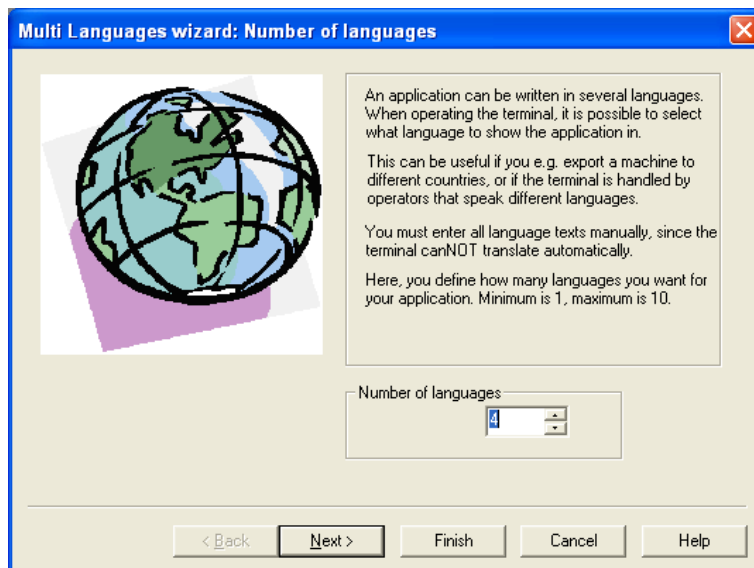 Multi Languages wizard: Number of languages
An application can be written in several languages.
When operating the terminal, it is possible to select
what language to show the application in.
This can be useful if you e.g. export a machine to
different countries, or if the terminal is handled by
operators that speak different languages.
You must enter all language texts manually, since the
terminal canNOT translate automatically.
Here, you define how many languages you want for
your application. Minimum is 1, maximum is 10.
Number of languages
4
< Back
Next >
Finish
Cancel
Help